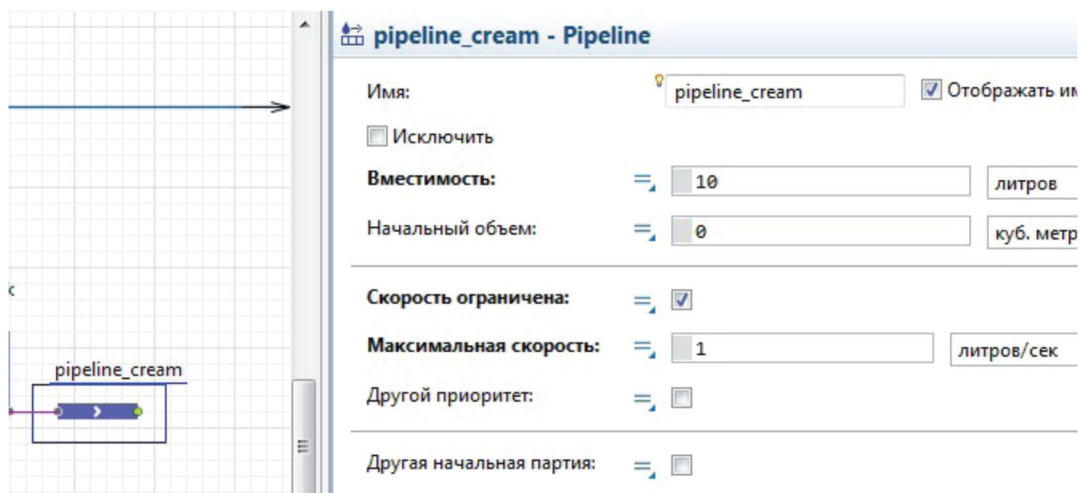 pipeline_cream - Pipeline
Имя:
pipeline_cream
Отображать им
Исключить
Вместимость:
10
литров
Начальный объем:
0
куб. метр
Скорость ограничена:
Максимальная скорость:
1
литров/сек
pipeline_cream
Другой приоритет:
Другая начальная партия: